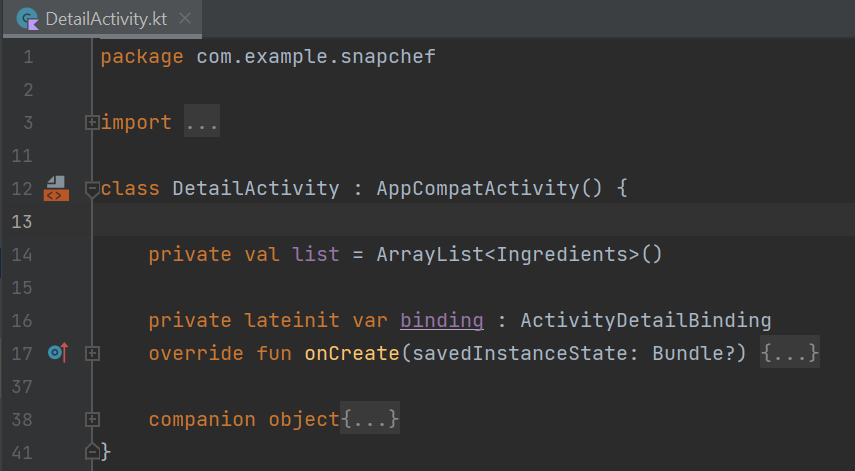 DetailActivity.kt
1 package com.example.snapchef
2
3 import ...
11
12 <> class DetailActivity : AppCompatActivity() {
13
14 private val list = ArrayList<Ingredients>()
15
16 private lateinit var binding : ActivityDetailBinding
17 override fun onCreate(savedInstanceState: Bundle?) {...}
37
38 companion object{...}
41 }